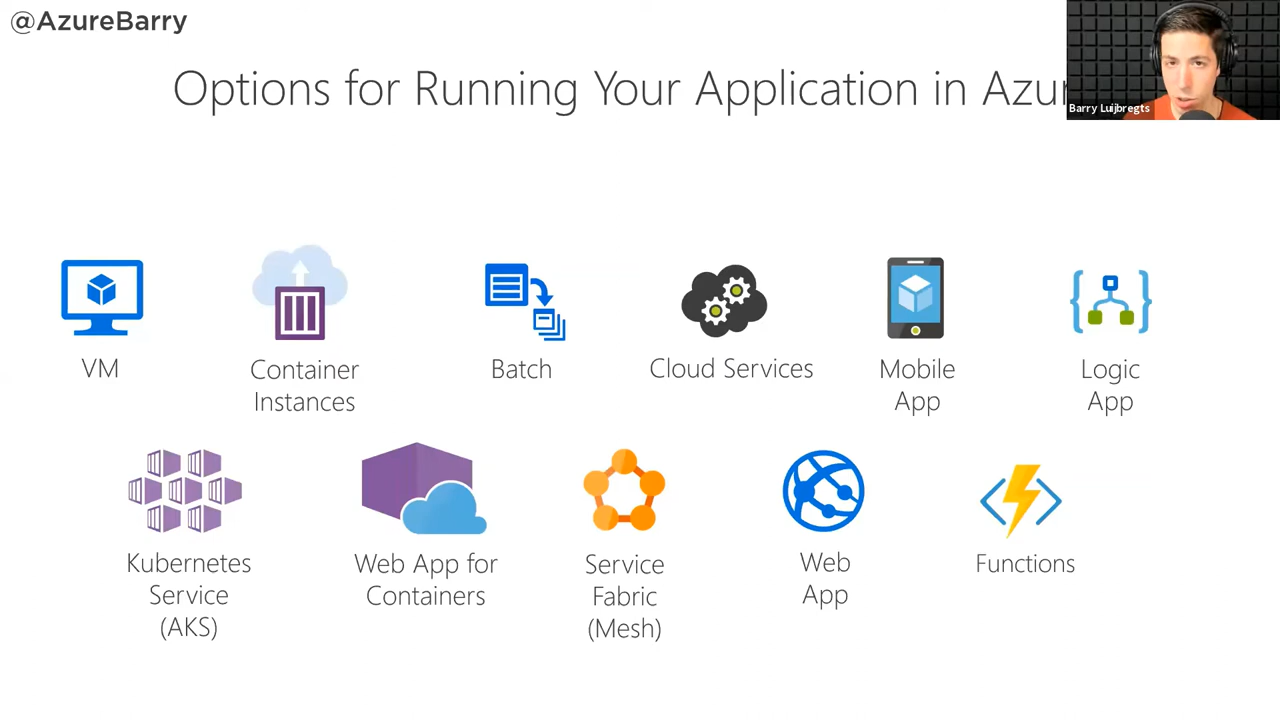 @AzureBarry
Options for Running Your Application in Azu
Barry Luijbregts
VM
Container
Instances
Batch
Cloud Services
Mobile
App
Logic
App
Kubernetes
Service
(AKS)
Web App for
Containers
Service
Fabric
(Mesh)
Web
App
Functions